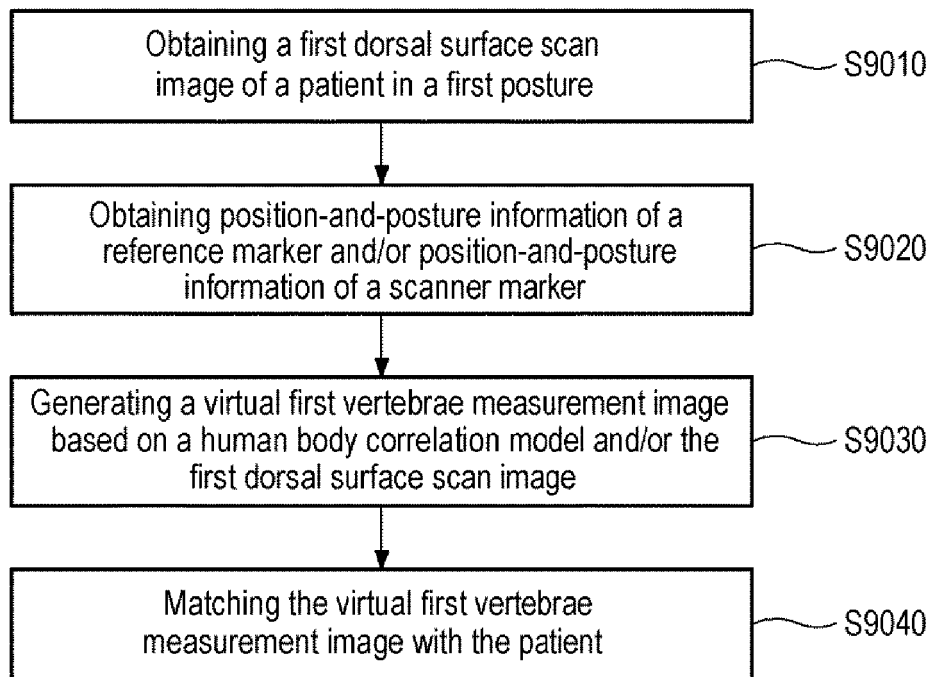 Obtaining a first dorsal surface scan
image of a patient in a first posture
S9010
Obtaining position-and-posture information of a
reference marker and/or position-and-posture
information of a scanner marker
S9020
Generating a virtual first vertebrae measurement image
based on a human body correlation model and/or the
first dorsal surface scan image
S9030
Matching the virtual first vertebrae
measurement image with the patient
S9040